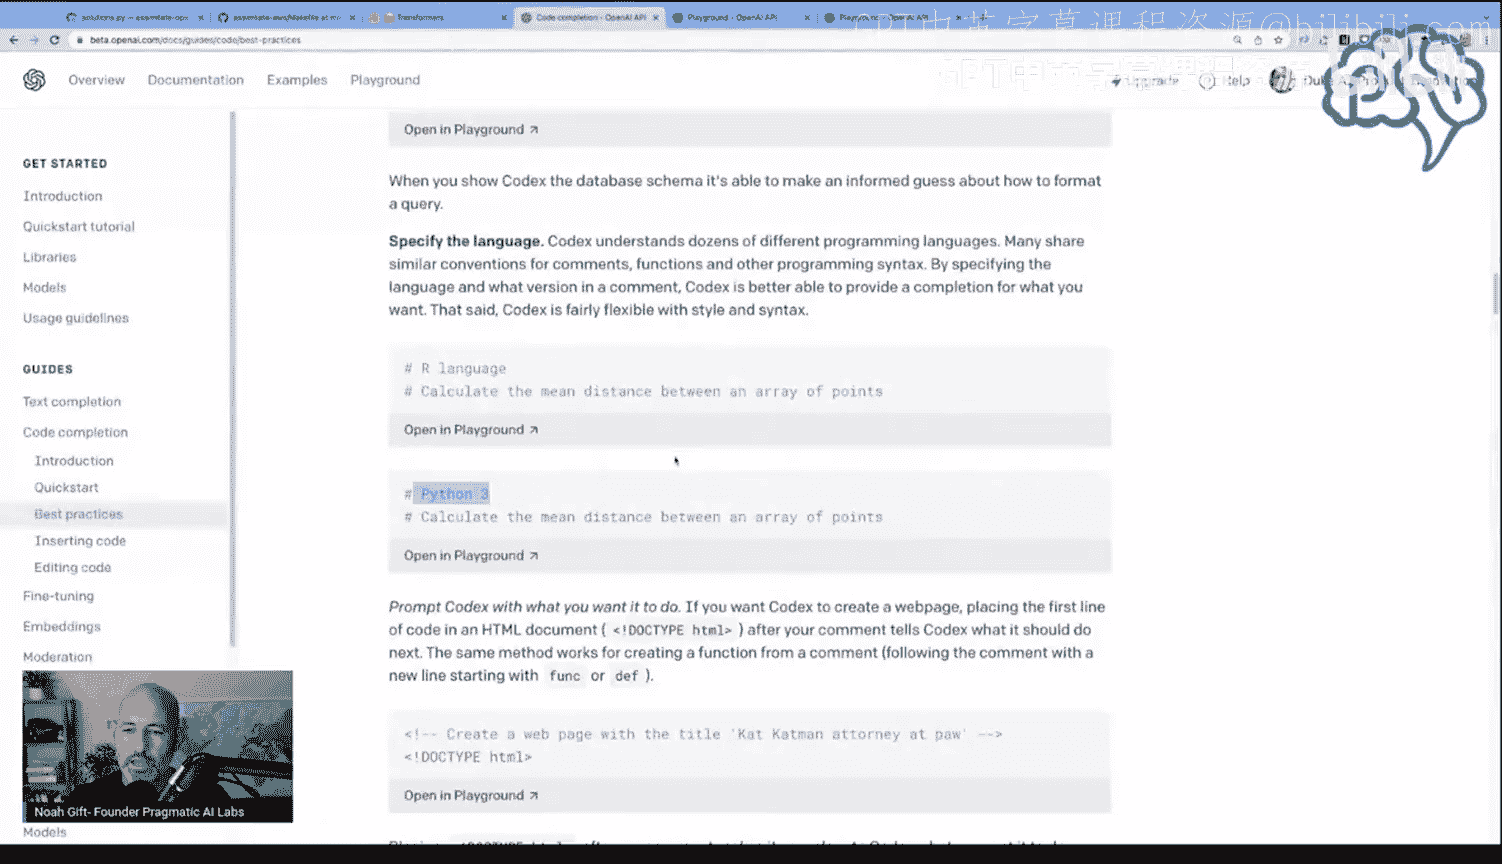 Code completion - OpenAI API
Playground - OpenAI API
beta.openai.com/docs/guides/code/best-practices
Overview
Documentation
Examples
Playground
Upgrade
Help
GET STARTED
Introduction
Quickstart tutorial
Libraries
Models
Usage guidelines
GUIDES
Text completion
Code completion
Introduction
Quickstart
Best practices
Inserting code
Editing code
Fine-tuning
Embeddings
Moderation
Noah Gift- Founder Pragmatic AI Labs
Models
Open in Playground ↗
When you show Codex the database schema it's able to make an informed guess about how to format
a query.
Specify the language. Codex understands dozens of different programming languages. Many share
similar conventions for comments, functions and other programming syntax. By specifying the
language and what version in a comment, Codex is better able to provide a completion for what you
want. That said, Codex is fairly flexible with style and syntax.
# R language
# Calculate the mean distance between an array of points
Open in Playground ↗
# Python 3
# Calculate the mean distance between an array of points
Open in Playground ↗
Prompt Codex with what you want it to do. If you want Codex to create a webpage, placing the first line
of code in an HTML document ( <!DOCTYPE html> ) after your comment tells Codex what it should do
next. The same method works for creating a function from a comment (following the comment with a
new line starting with func or def ).
<!-- Create a web page with the title 'Kat Katman attorney at paw' -->
<!DOCTYPE html>
Open in Playground ↗